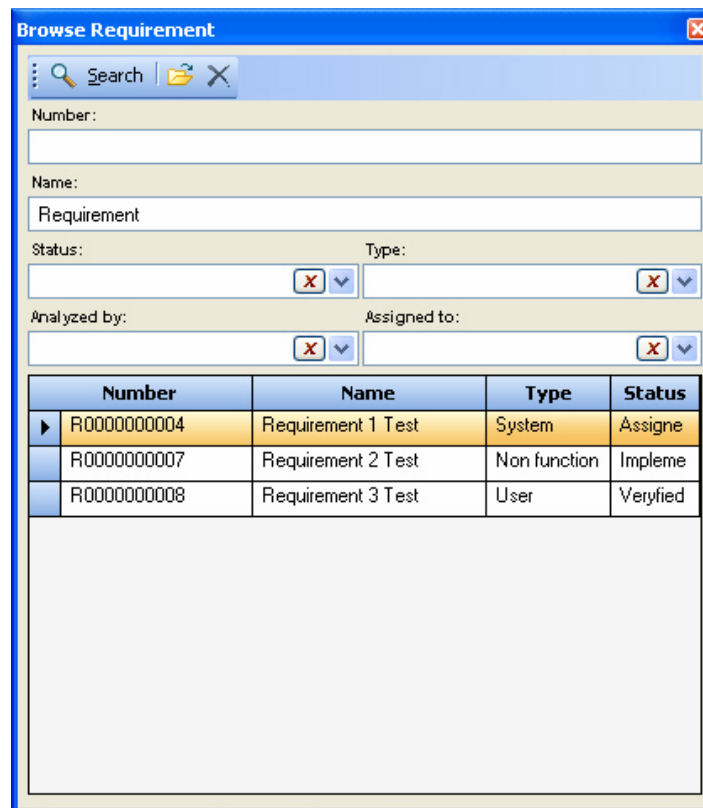 Browse Requirement
Search
Number:
Name:
Requirement
Status: Type:
x x
Analyzed by: Assigned to:
x x
Number Name Type Status
R0000000004 Requirement 1 Test System Assigne
R0000000007 Requirement 2 Test Non function Impleme
R0000000008 Requirement 3 Test User Veryfied